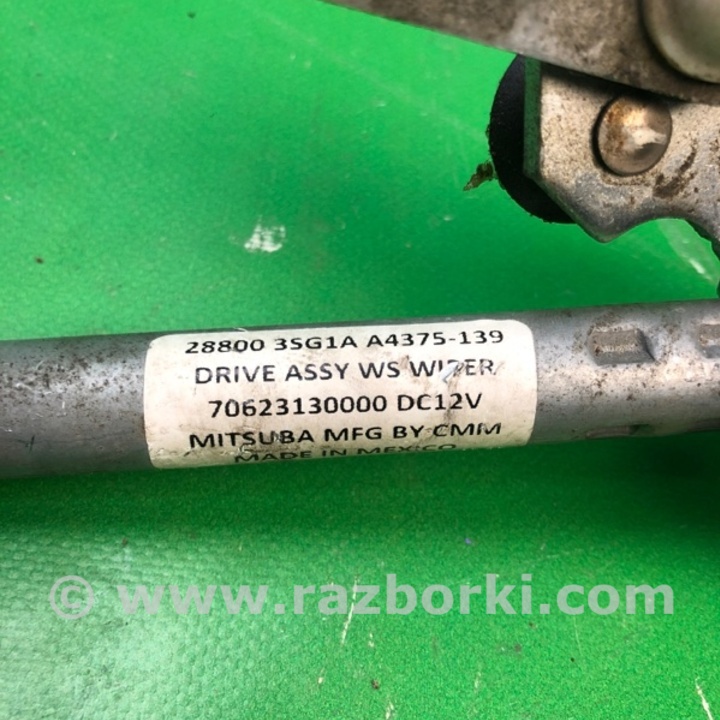 28800 3SG1A A4375-139
DRIVE ASSY WS WIPER
70623130000 DC12V
MITSUBA MFG BY CMM
MADE IN MEXICO
© www.razborki.com